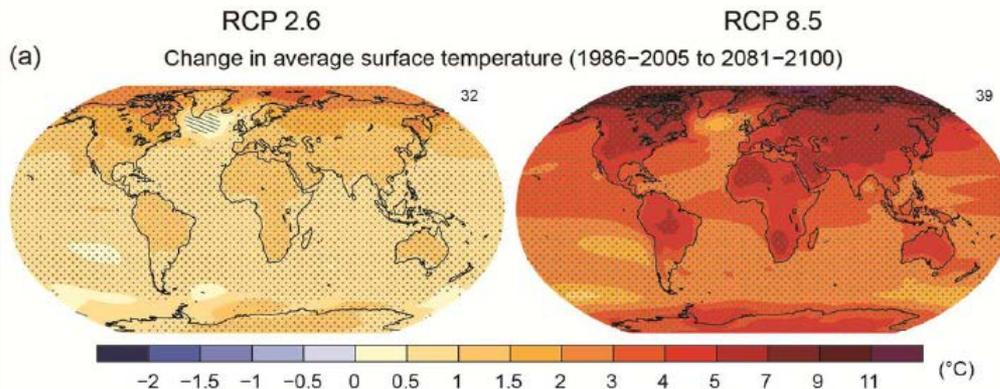 RCP 2.6 RCP 8.5
(a) Change in average surface temperature (1986−2005 to 2081−2100)
32 39
−2 −1.5 −1 −0.5 0 0.5 1 1.5 2 3 4 5 7 9 11 (°C)